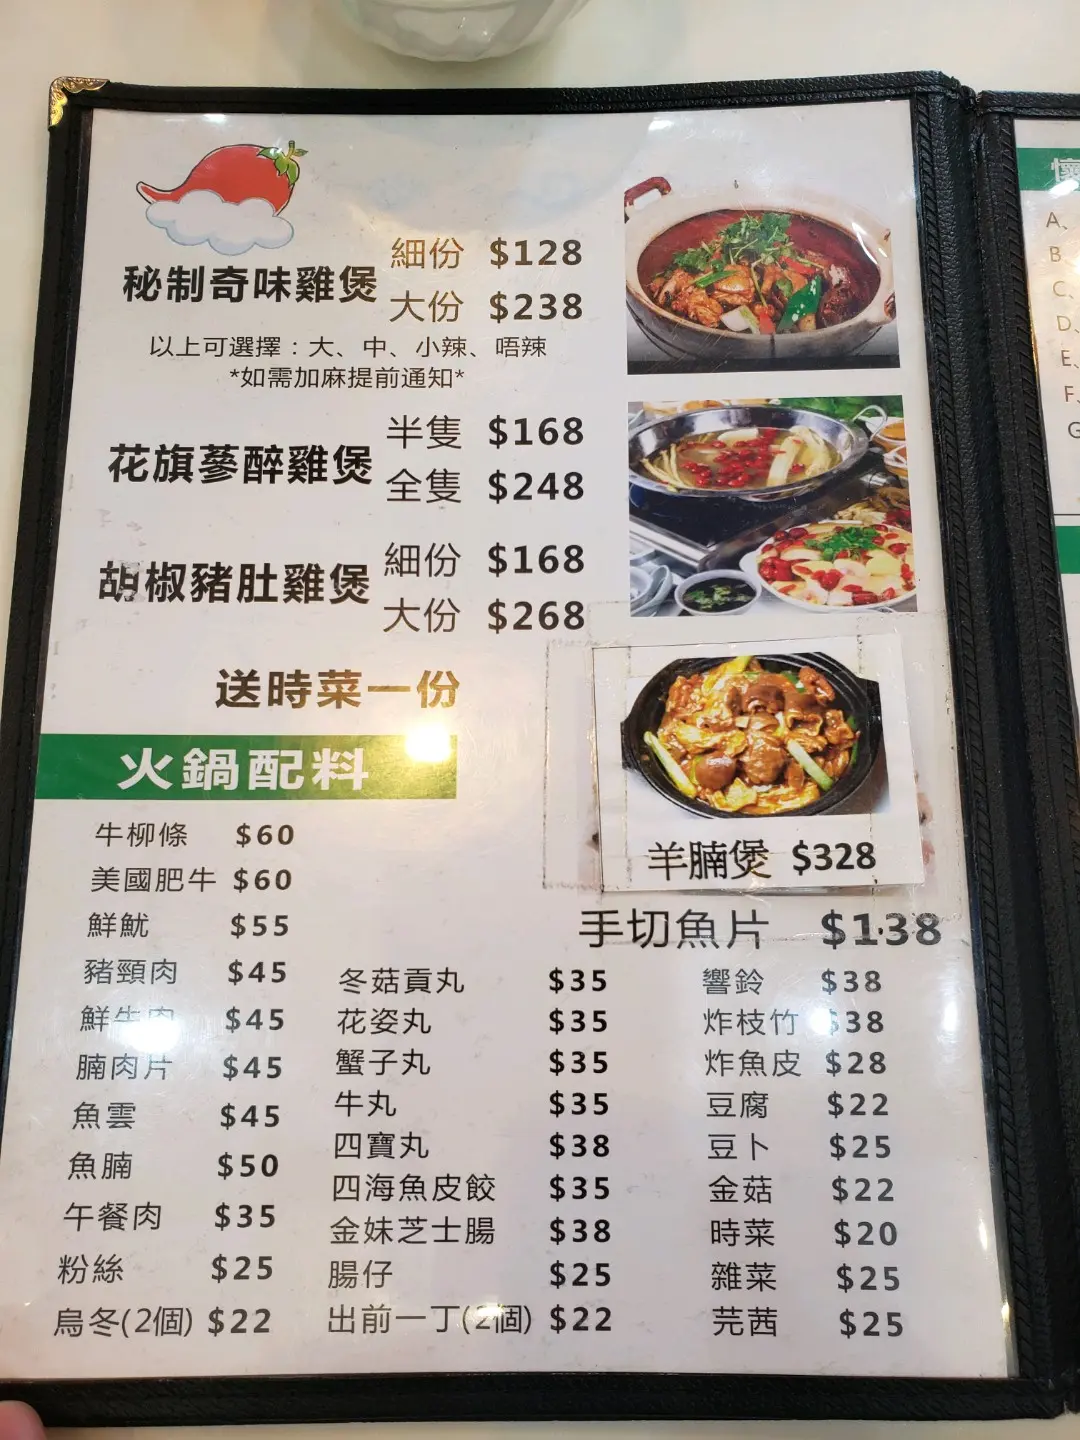 秘制奇味雞煲
細份 $128
大份 $238
以上可選擇：大、中、小辣、唔辣
*如需加麻提前通知*
花旗蔘醉雞煲
半隻 $168
全隻 $248
胡椒豬肚雞煲
細份 $168
大份 $268
送時菜一份
羊腩煲 $328
火鍋配料
手切魚片 $138
牛柳條 $60
美國肥牛 $60
鮮魷 $55
豬頸肉 $45
鮮牛肉 $45
腩肉片 $45
魚雲 $45
魚腩 $50
午餐肉 $35
粉絲 $25
烏冬(2個) $22
冬菇貢丸 $35
花姿丸 $35
蟹子丸 $35
牛丸 $35
四寶丸 $38
四海魚皮餃 $35
金妹芝士腸 $38
腸仔 $25
出前一丁(2個) $22
響鈴 $38
炸枝竹 $38
炸魚皮 $28
豆腐 $22
豆卜 $25
金菇 $22
時菜 $20
雜菜 $25
芫茜 $25
A、
B
C、
D、
E、
F、
G